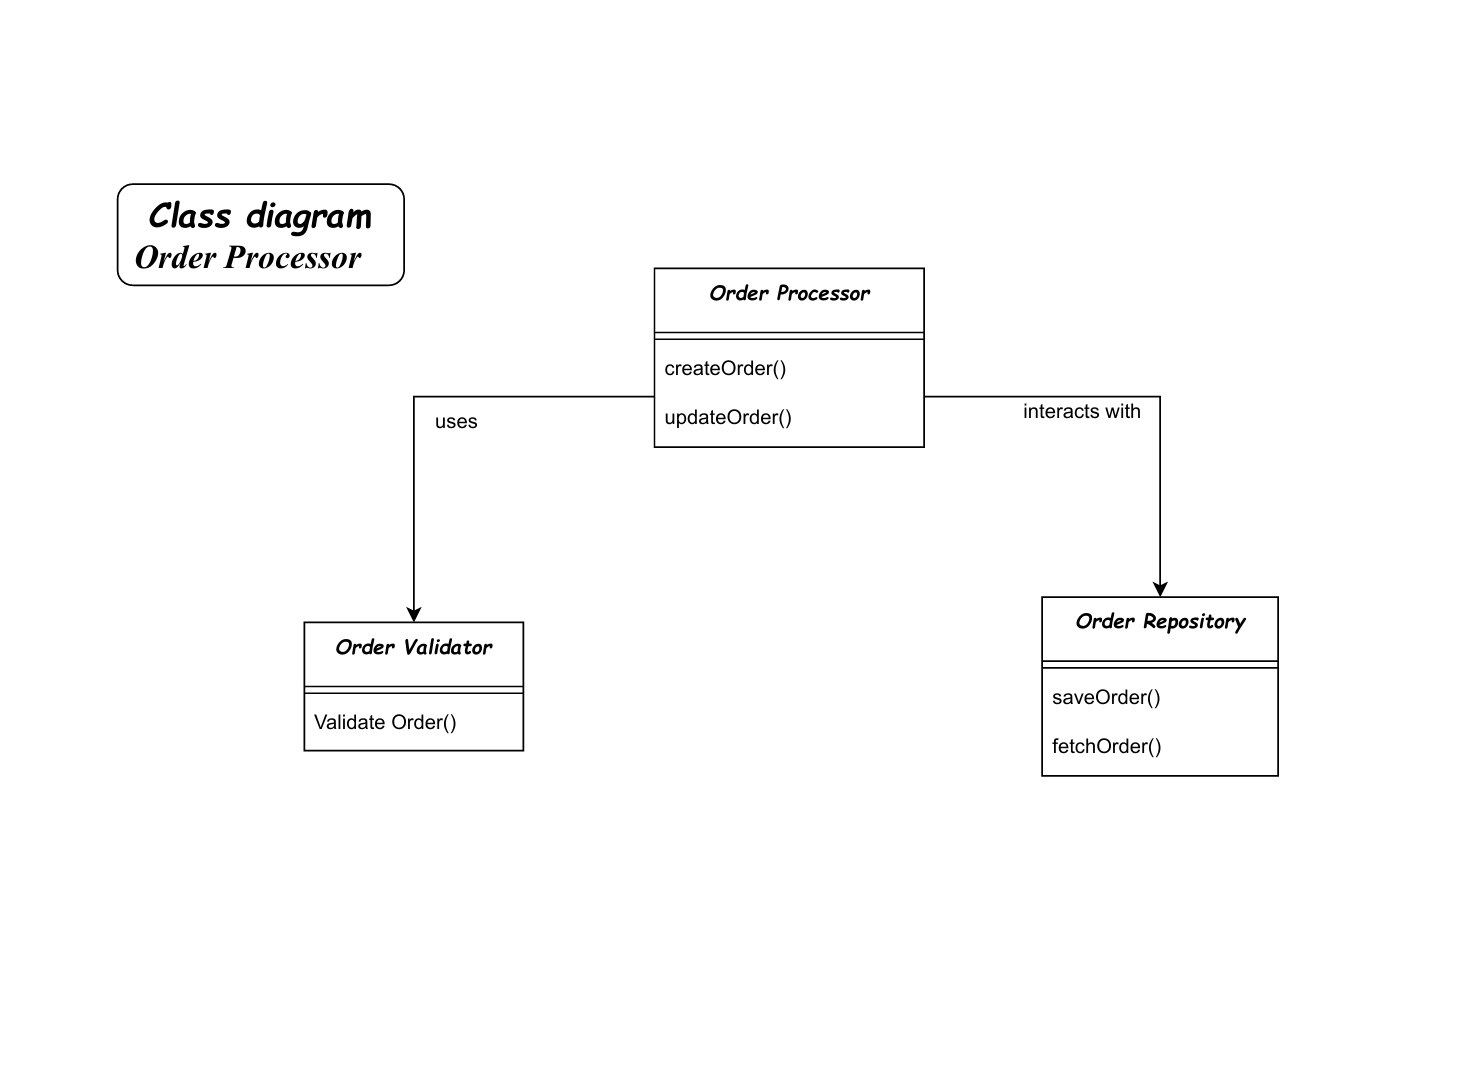 Class diagram
Order Processor
Order Processor
createOrder()
updateOrder()
uses
interacts with
Order Validator
Validate Order()
Order Repository
saveOrder()
fetchOrder()